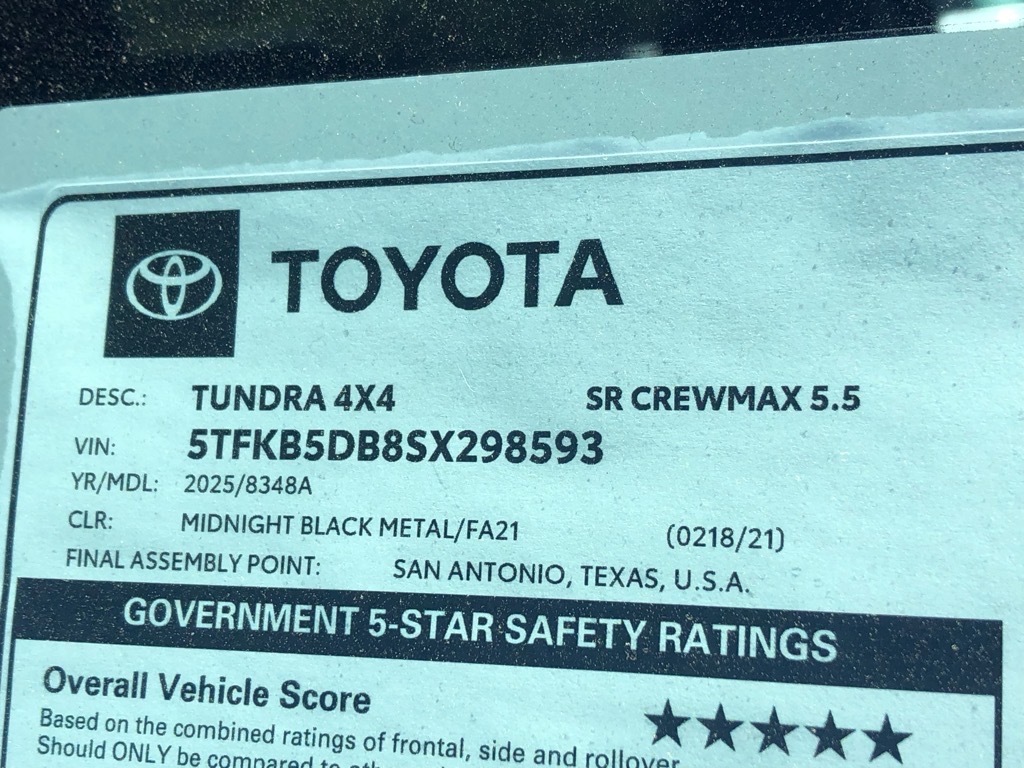 TOYOTA
DESC.: TUNDRA 4X4 SR CREWMAX 5.5
VIN: 5TFKB5DB8SX298593
YR/MDL: 2025/8348A
CLR: MIDNIGHT BLACK METAL/FA21 (0218/21)
FINAL ASSEMBLY POINT: SAN ANTONIO, TEXAS, U.S.A.
GOVERNMENT 5-STAR SAFETY RATINGS
Overall Vehicle Score ★★★★★
Based on the combined ratings of frontal, side and rollover.
Should ONLY be compared to